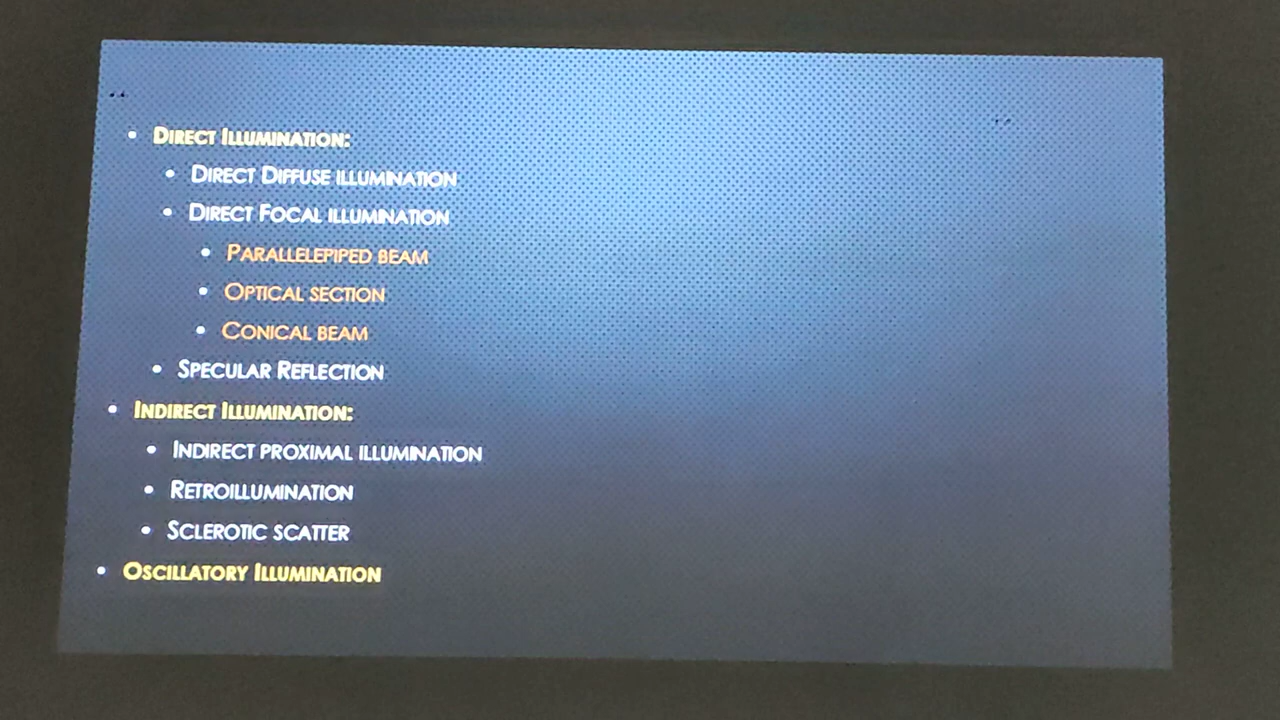 • Direct Illumination:
• Direct Diffuse illumination
• Direct Focal illumination
• Parallelepiped beam
• Optical section
• Conical beam
• Specular Reflection
• Indirect Illumination:
• Indirect proximal illumination
• Retroillumination
• Sclerotic scatter
• Oscillatory Illumination